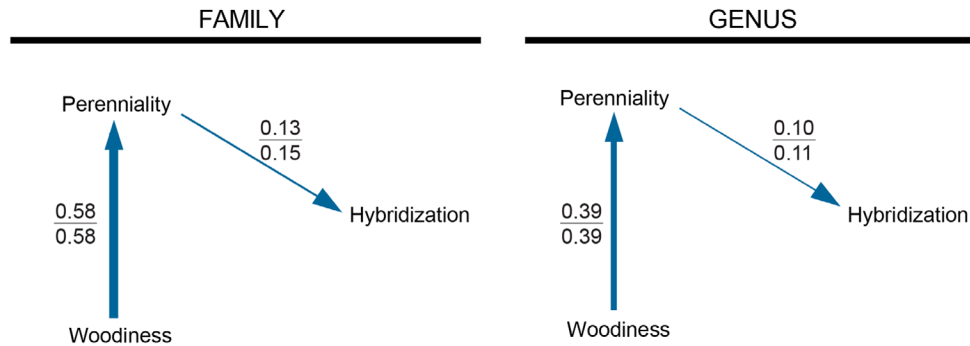 FAMILY
Perenniality
0.13
0.15
0.58
0.58
Hybridization
Woodiness
GENUS
Perenniality
0.10
0.11
0.39
0.39
Hybridization
Woodiness